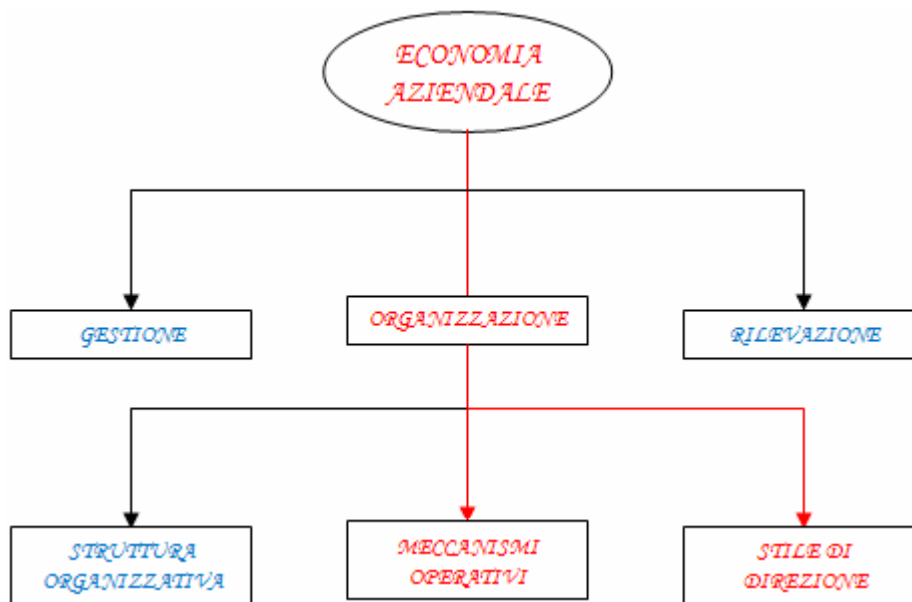 ECONOMIA
AZIENDALE
GESTIONE
ORGANIZZAZIONE
RILEVAZIONE
STRUTTURA
ORGANIZZATIVA
MECCANISMI
OPERATIVI
STILE DI
DIREZIONE